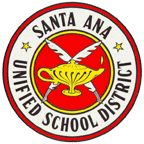 SANTA ANA
UNIFIED SCHOOL DISTRICT